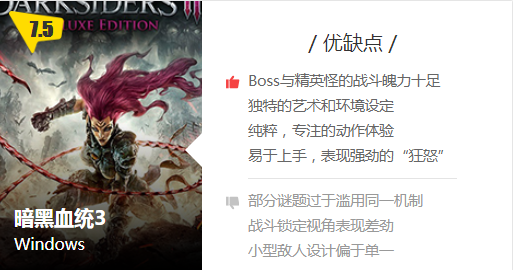 DARKSIDERS III
DELUXE EDITION
7.5
暗黑血统3
Windows
/ 优缺点 /
Boss与精英怪的战斗魄力十足
独特的艺术和环境设定
纯粹，专注的动作体验
易于上手，表现强劲的“狂怒”
部分谜题过于滥用同一机制
战斗锁定视角表现差劲
小型敌人设计偏于单一